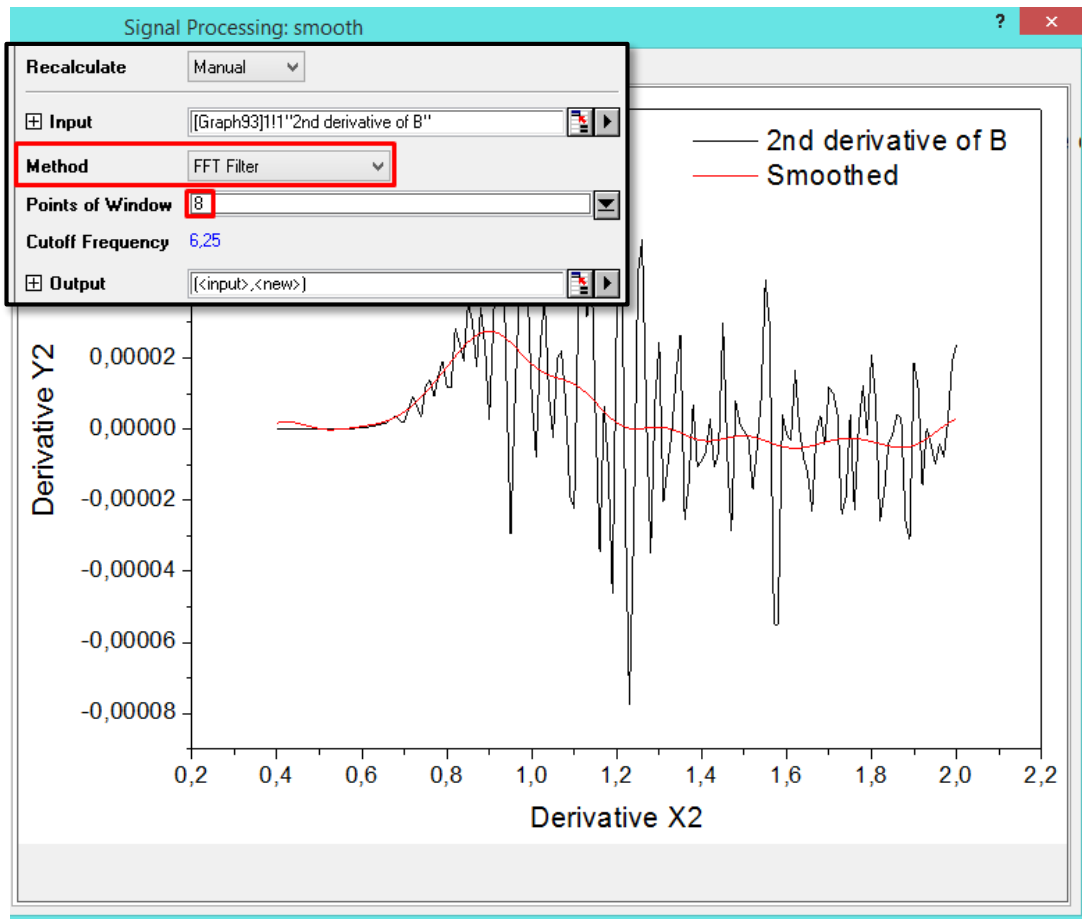 Signal Processing: smooth
? ×
Recalculate Manual
Input [Graph93]1!1"2nd derivative of B"
Method FFT Filter
Points of Window 8
Cutoff Frequency 6,25
Output (<input>,<new>)
2nd derivative of B
Smoothed
Derivative Y2
0,00002
0,00000
-0,00002
-0,00004
-0,00006
-0,00008
0,2 0,4 0,6 0,8 1,0 1,2 1,4 1,6 1,8 2,0 2,2
Derivative X2